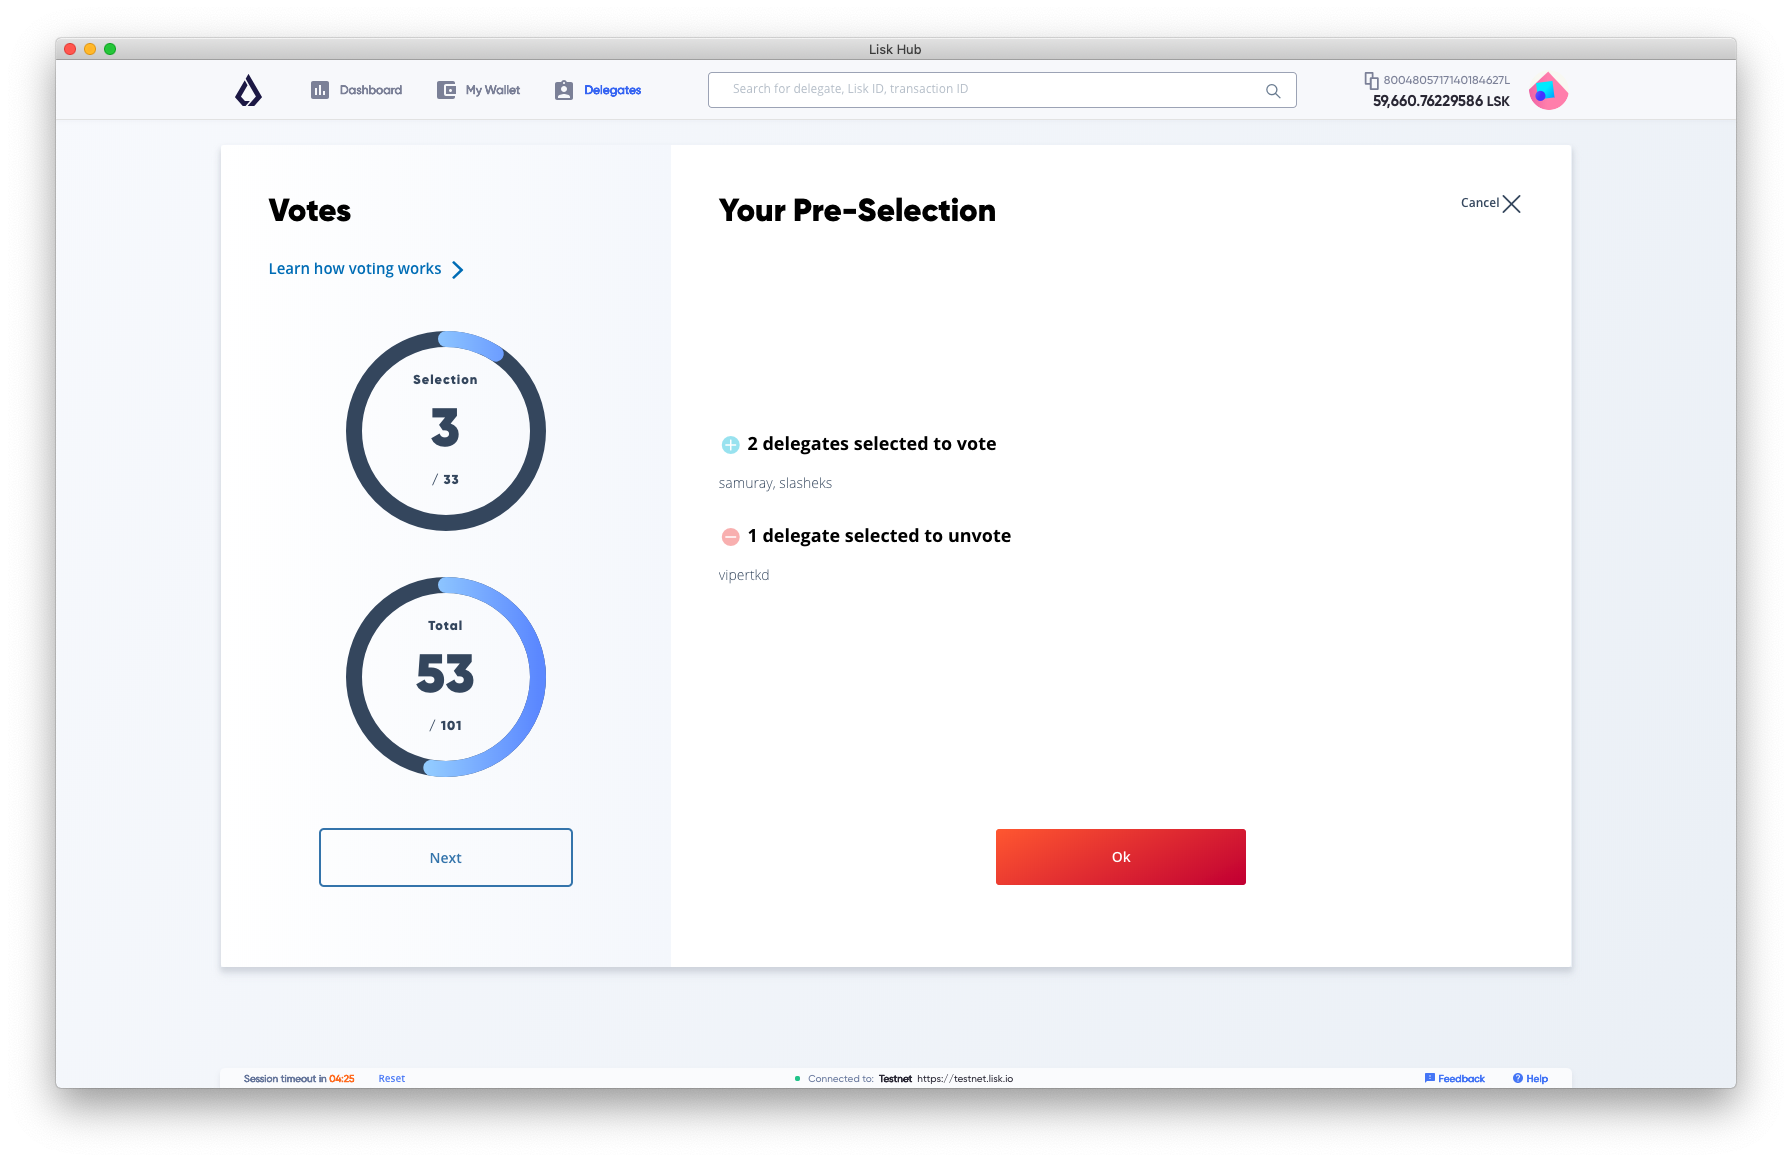 Lisk Hub
Dashboard
My Wallet
Delegates
Search for delegate, Lisk ID, transaction ID
8004805717140184627L
59,660.76229586 LSK
Votes
Learn how voting works
Selection
3
/ 33
Total
53
/ 101
Next
Your Pre-Selection
Cancel
2 delegates selected to vote
samuray, slasheks
1 delegate selected to unvote
vipertkd
Ok
Session timeout in 04:25
Reset
Connected to: Testnet https://testnet.lisk.io
Feedback
Help